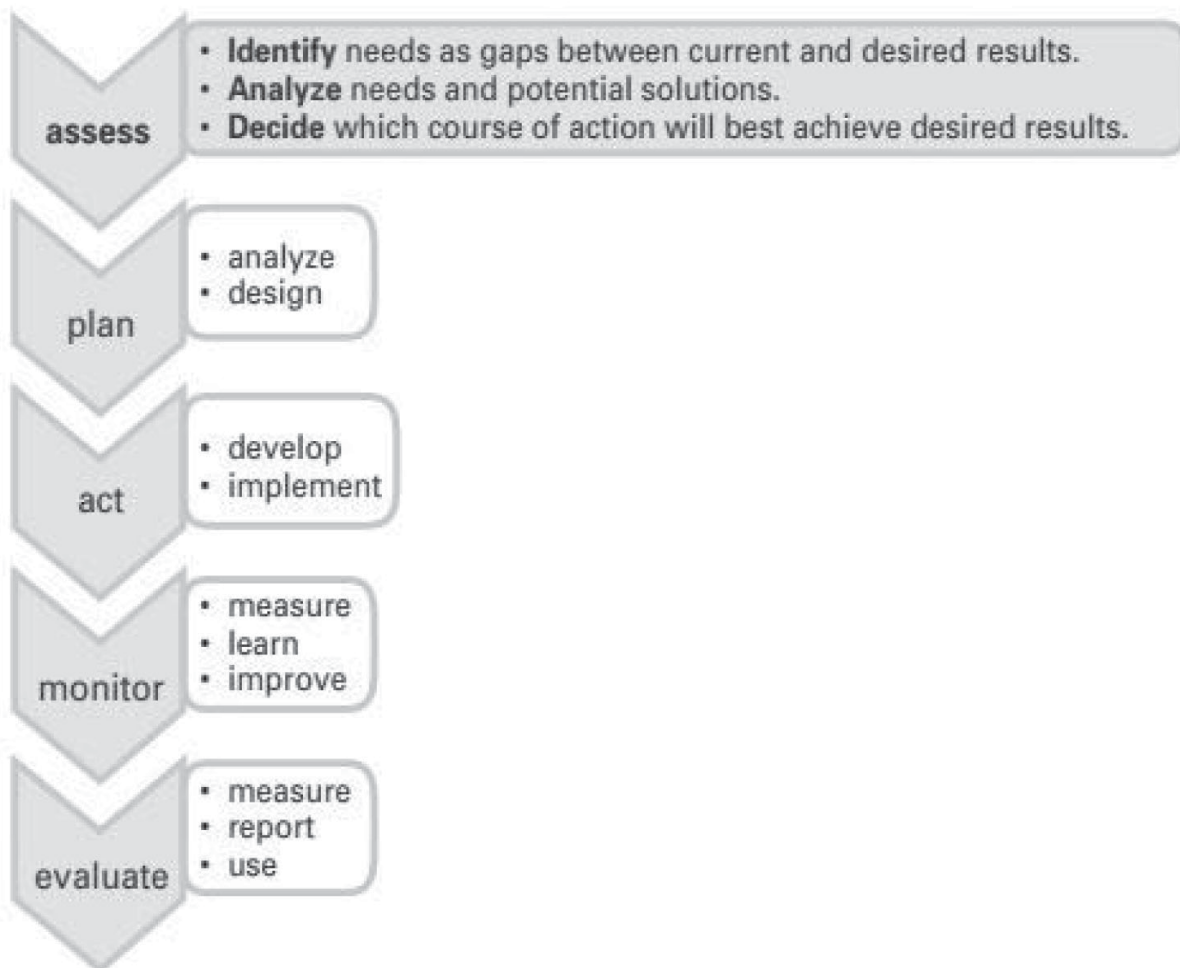 • Identify needs as gaps between current and desired results.
• Analyze needs and potential solutions.
• Decide which course of action will best achieve desired results.
assess
• analyze
• design
plan
• develop
• implement
act
• measure
• learn
• improve
monitor
• measure
• report
• use
evaluate